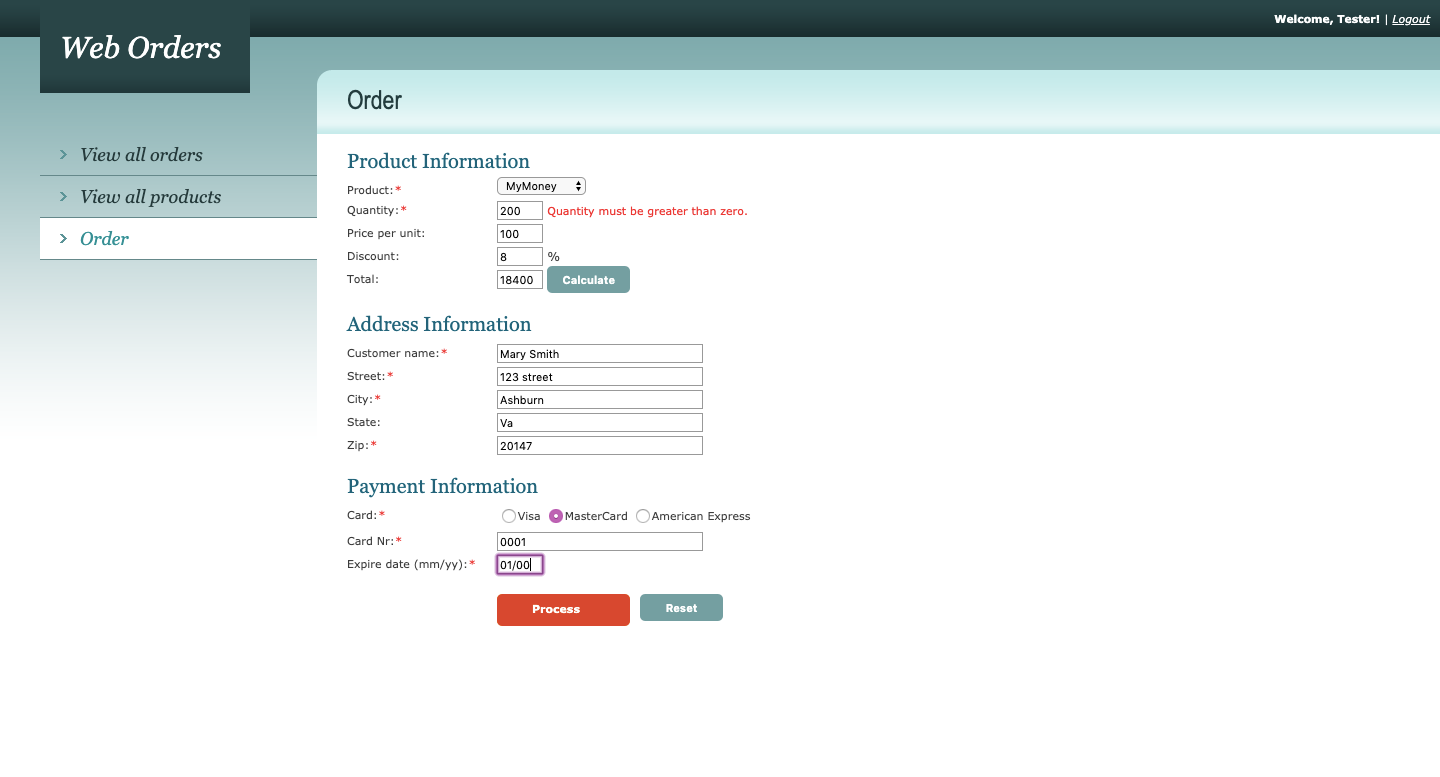 Welcome, Tester! | Logout
Web Orders
Order
> View all orders
> View all products
> Order
Product Information
Product:* MyMoney
Quantity:* 200 Quantity must be greater than zero.
Price per unit: 100
Discount: 8 %
Total: 18400 Calculate
Address Information
Customer name:* Mary Smith
Street:* 123 street
City:* Ashburn
State: Va
Zip:* 20147
Payment Information
Card:* Visa MasterCard American Express
Card Nr:* 0001
Expire date (mm/yy):* 01/00
Process Reset